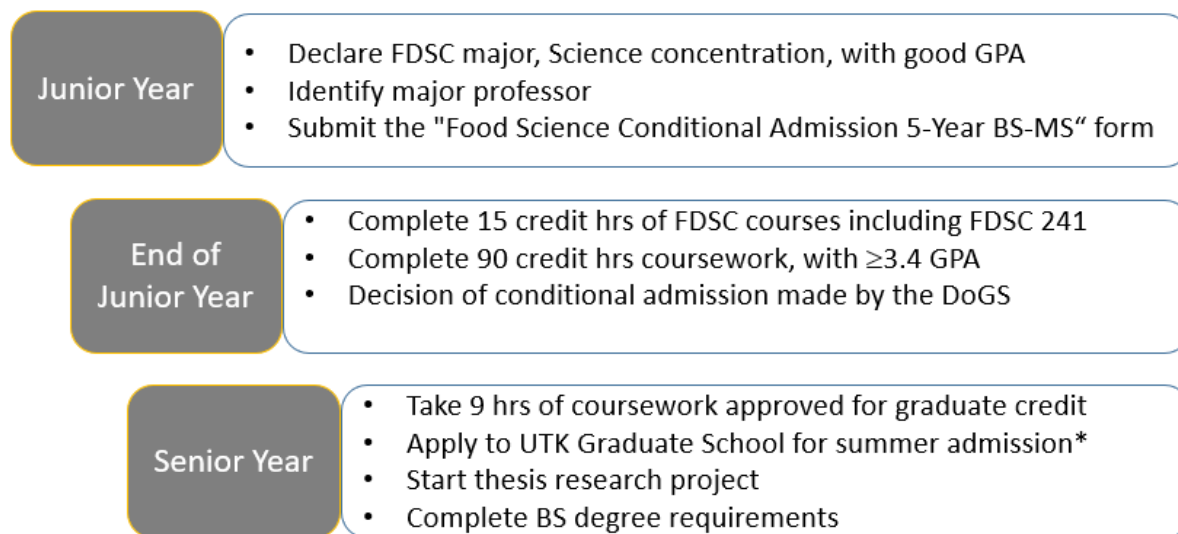 Junior Year
• Declare FDSC major, Science concentration, with good GPA
• Identify major professor
• Submit the "Food Science Conditional Admission 5-Year BS-MS“ form
End of
Junior Year
• Complete 15 credit hrs of FDSC courses including FDSC 241
• Complete 90 credit hrs coursework, with ≥3.4 GPA
• Decision of conditional admission made by the DoGS
Senior Year
• Take 9 hrs of coursework approved for graduate credit
• Apply to UTK Graduate School for summer admission*
• Start thesis research project
• Complete BS degree requirements